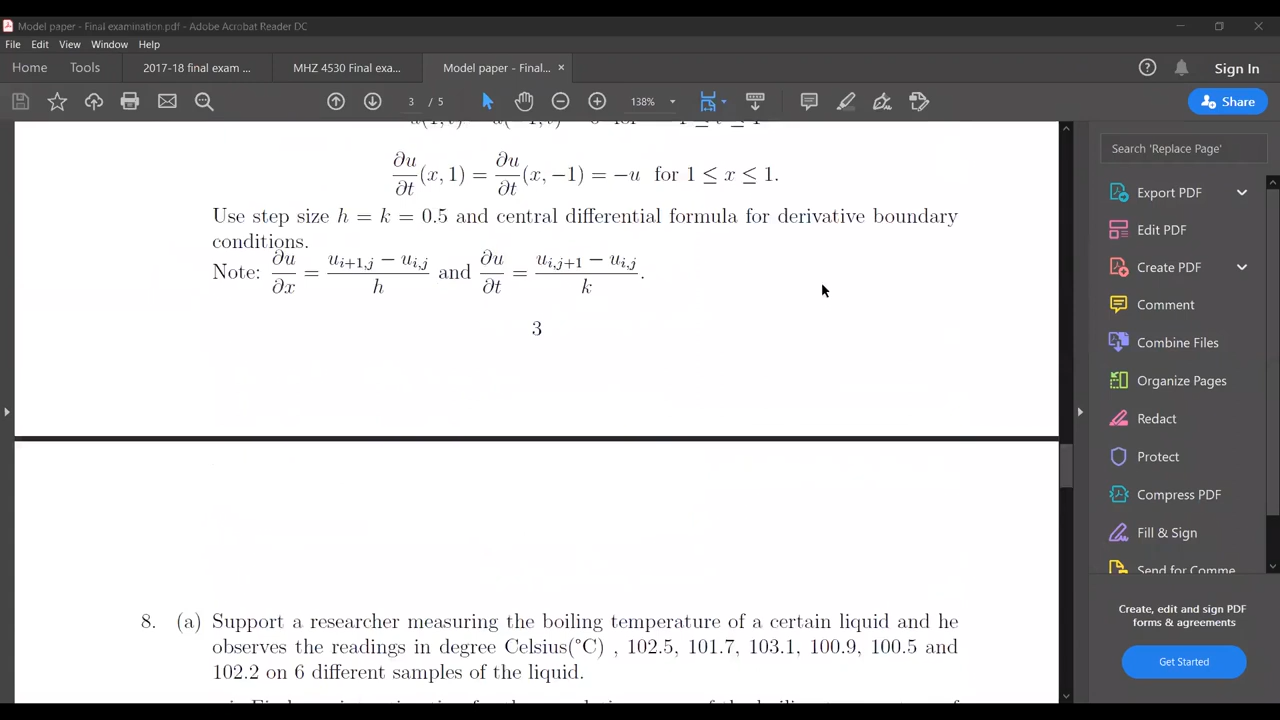 Model paper - Final examination.pdf - Adobe Acrobat Reader DC
File Edit View Window Help
Home Tools 2017-18 final exam ... MHZ 4530 Final exa... Model paper - Final... ×
Sign In
3 / 5 138%
Share
∂u/∂t (x, 1) = ∂u/∂t (x, −1) = −u for 1 ≤ x ≤ 1.
Use step size h = k = 0.5 and central differential formula for derivative boundary
conditions.
Note: ∂u/∂x = (u_{i+1,j} − u_{i,j})/h and ∂u/∂t = (u_{i,j+1} − u_{i,j})/k.
3
8. (a) Support a researcher measuring the boiling temperature of a certain liquid and he
observes the readings in degree Celsius(°C) , 102.5, 101.7, 103.1, 100.9, 100.5 and
102.2 on 6 different samples of the liquid.
Search 'Replace Page'
Export PDF
Edit PDF
Create PDF
Comment
Combine Files
Organize Pages
Redact
Protect
Compress PDF
Fill & Sign
Send for Comme
Create, edit and sign PDF
forms & agreements
Get Started